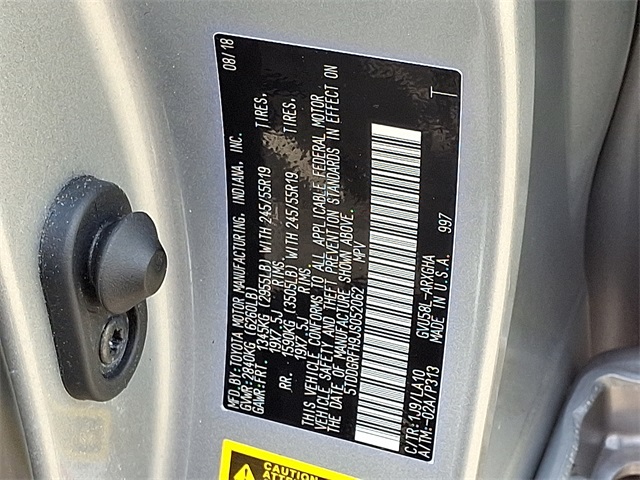 MFD.BY:TOYOTA MOTOR MANUFACTURING, INDIANA, INC. 08/18
GVWR:2840KG (6260LB)
GAWR:FRT. 1345KG (2955LB) WITH 245/55R19 TIRES,
19X7.5J RIMS.
RR. 1590KG (3505LB) WITH 245/55R19 TIRES,
19X7.5J RIMS.
THIS VEHICLE CONFORMS TO ALL APPLICABLE FEDERAL MOTOR
VEHICLE SAFETY AND THEFT PREVENTION STANDARDS IN EFFECT ON
THE DATE OF MANUFACTURE SHOWN ABOVE.
MPV
C/TR:1J9/LA10 GVU58L-ARXGHA T
A/TM:-02A/P313 MADE IN U.S.A. 997
CAUTION